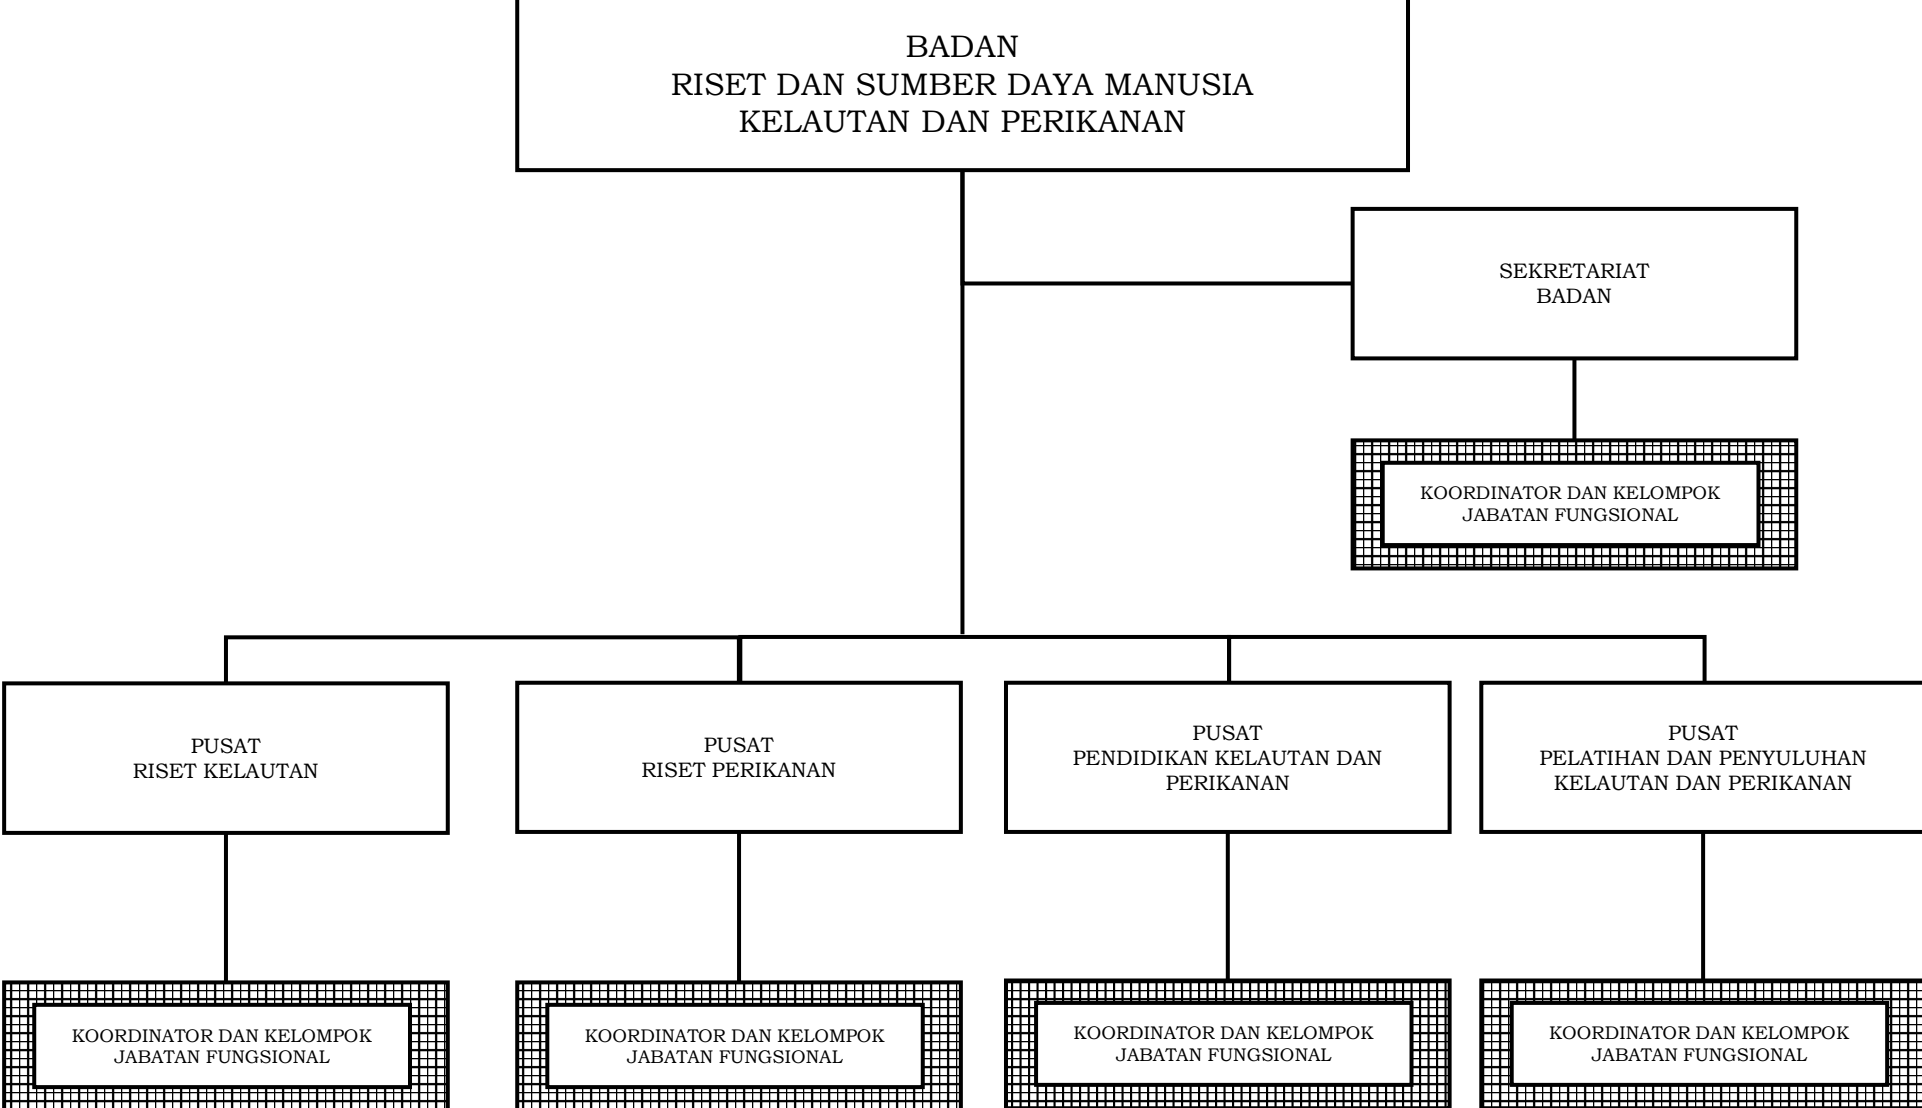 BADAN
RISET DAN SUMBER DAYA MANUSIA
KELAUTAN DAN PERIKANAN
SEKRETARIAT
BADAN
KOORDINATOR DAN KELOMPOK
JABATAN FUNGSIONAL
PUSAT
RISET KELAUTAN
PUSAT
RISET PERIKANAN
PUSAT
PENDIDIKAN KELAUTAN DAN
PERIKANAN
PUSAT
PELATIHAN DAN PENYULUHAN
KELAUTAN DAN PERIKANAN
KOORDINATOR DAN KELOMPOK
JABATAN FUNGSIONAL
KOORDINATOR DAN KELOMPOK
JABATAN FUNGSIONAL
KOORDINATOR DAN KELOMPOK
JABATAN FUNGSIONAL
KOORDINATOR DAN KELOMPOK
JABATAN FUNGSIONAL